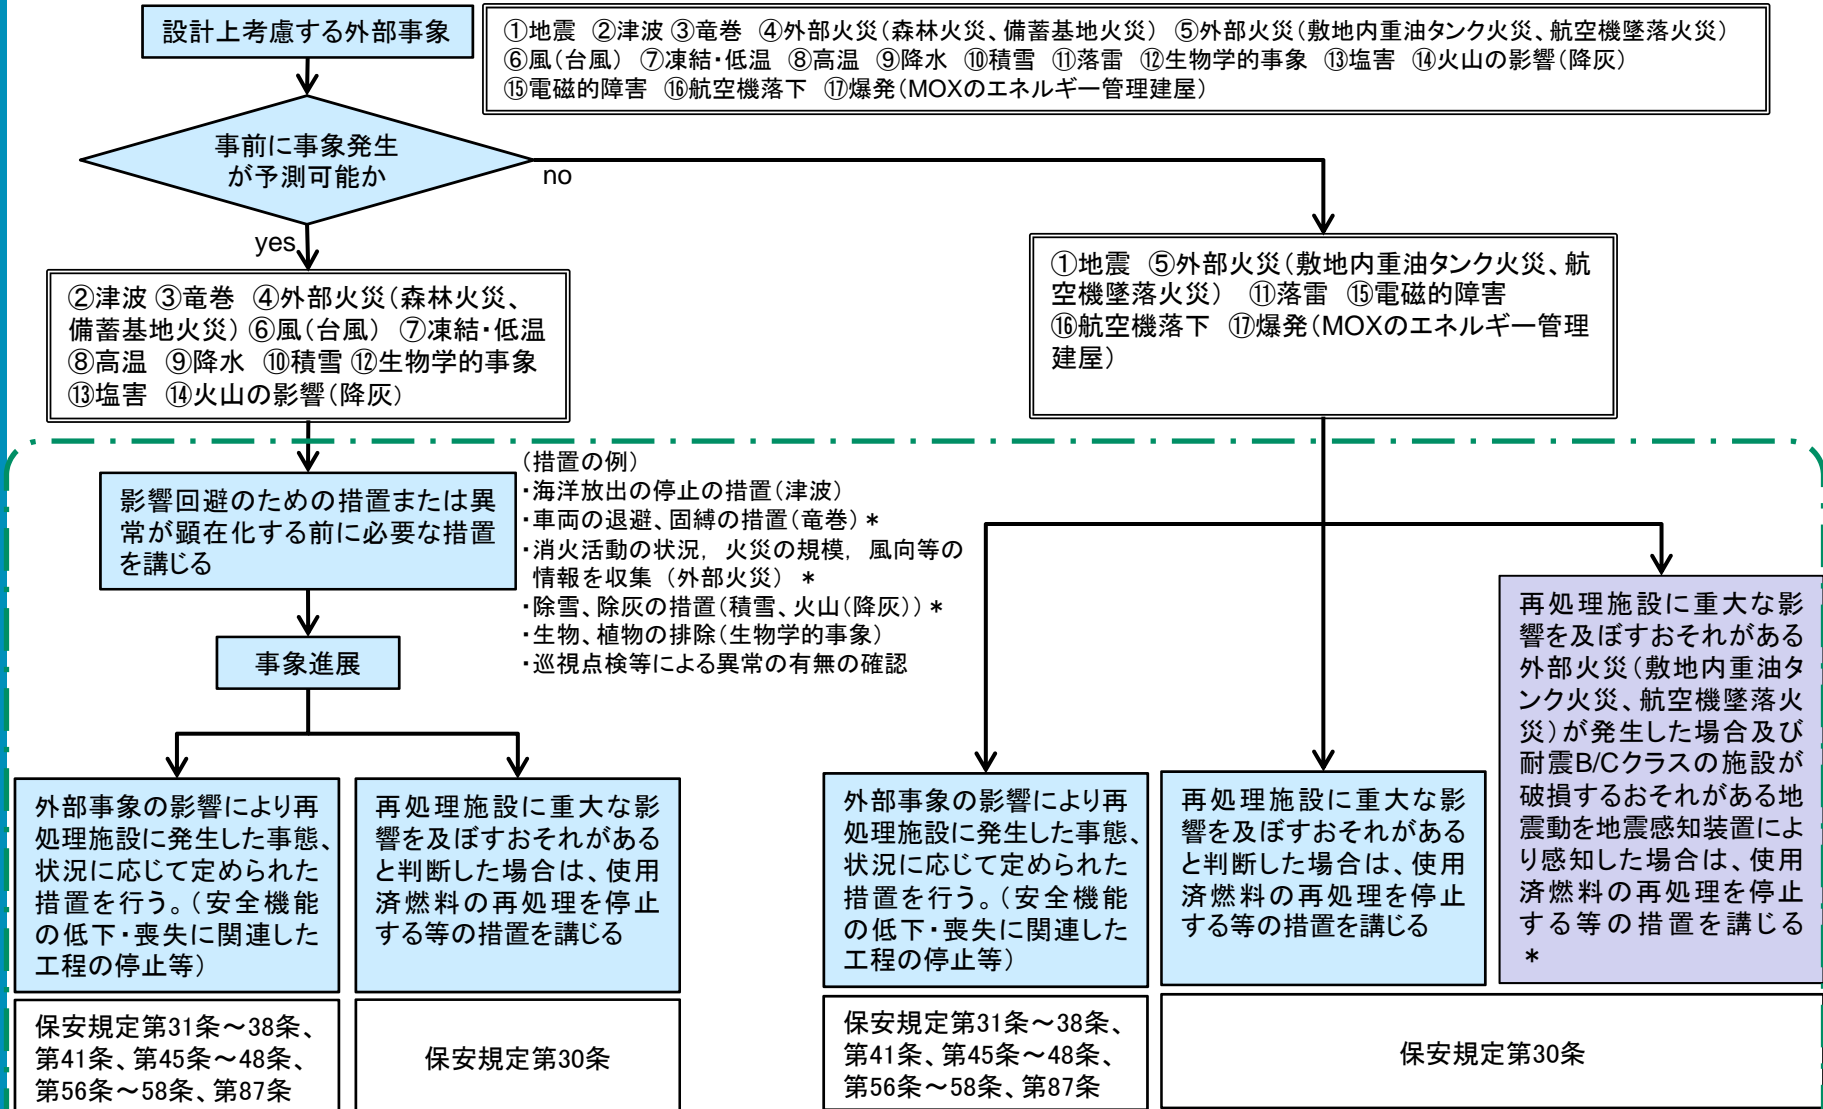 設計上考慮する外部事象
①地震 ②津波 ③竜巻 ④外部火災(森林火災、備蓄基地火災) ⑤外部火災(敷地内重油タンク火災、航空機墜落火災)
⑥風(台風) ⑦凍結・低温 ⑧高温 ⑨降水 ⑩積雪 ⑪落雷 ⑫生物学的事象 ⑬塩害 ⑭火山の影響(降灰)
⑮電磁的障害 ⑯航空機落下 ⑰爆発(MOXのエネルギー管理建屋)
事前に事象発生
が予測可能か
no
yes
②津波 ③竜巻 ④外部火災(森林火災、
備蓄基地火災) ⑥風(台風) ⑦凍結・低温
⑧高温 ⑨降水 ⑩積雪 ⑫生物学的事象
⑬塩害 ⑭火山の影響(降灰)
①地震 ⑤外部火災(敷地内重油タンク火災、航
空機墜落火災) ⑪落雷 ⑮電磁的障害
⑯航空機落下 ⑰爆発(MOXのエネルギー管理
建屋)
影響回避のための措置または異
常が顕在化する前に必要な措置
を講じる
(措置の例)
・海洋放出の停止の措置(津波)
・車両の退避、固縛の措置(竜巻)*
・消火活動の状況, 火災の規模, 風向等の
情報を収集 (外部火災) *
・除雪、除灰の措置(積雪、火山(降灰))*
・生物、植物の排除(生物学的事象)
・巡視点検等による異常の有無の確認
事象進展
外部事象の影響により再
処理施設に発生した事態、
状況に応じて定められた
措置を行う。(安全機能
の低下・喪失に関連した
工程の停止等)
再処理施設に重大な影
響を及ぼすおそれがある
と判断した場合は、使用
済燃料の再処理を停止
する等の措置を講じる
外部事象の影響により再
処理施設に発生した事態、
状況に応じて定められた
措置を行う。(安全機能
の低下・喪失に関連した
工程の停止等)
再処理施設に重大な影
響を及ぼすおそれがある
と判断した場合は、使用
済燃料の再処理を停止
する等の措置を講じる
再処理施設に重大な影
響を及ぼすおそれがある
外部火災(敷地内重油タ
ンク火災、航空機墜落火
災)が発生した場合及び
耐震B/Cクラスの施設が
破損するおそれがある地
震動を地震感知装置によ
り感知した場合は、使用
済燃料の再処理を停止
する等の措置を講じる
*
保安規定第31条~38条、
第41条、第45条~48条、
第56条~58条、第87条
保安規定第30条
保安規定第31条~38条、
第41条、第45条~48条、
第56条~58条、第87条
保安規定第30条